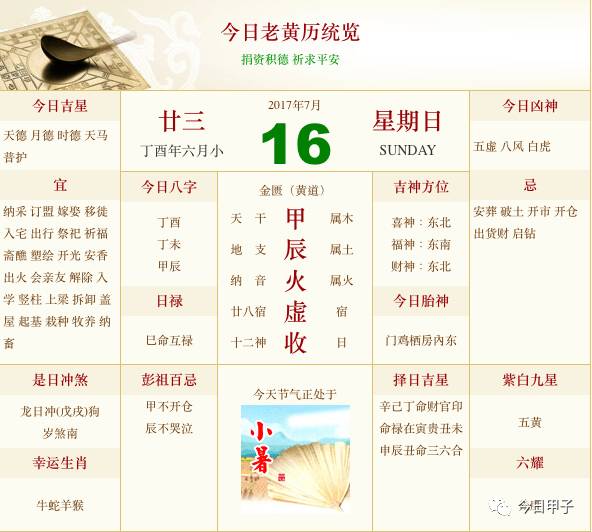 今日老黄历统览
捐资积德 祈求平安
今日吉星
天德 月德 时德 天马
普护
廿三
丁酉年六月小
2017年7月
16
星期日
SUNDAY
今日凶神
五虚 八风 白虎
宜
纳采 订盟 嫁娶 移徙
入宅 出行 祭祀 祈福
斋醮 塑绘 开光 安香
出火 会亲友 解除 入
学 竖柱 上梁 拆卸 盖
屋 起基 栽种 牧养 纳
畜
今日八字
丁酉
丁未
甲辰
日禄
巳命互禄
金匮（黄道）
天 干 甲 属木
地 支 辰 属土
纳 音 火 属火
廿八宿 虚 宿
十二神 收 日
吉神方位
喜神：东北
福神：东南
财神：东北
今日胎神
门鸡栖房内东
忌
安葬 破土 开市 开仓
出货财 启钻
是日冲煞
龙日冲(戊戌)狗
岁煞南
幸运生肖
牛蛇羊猴
彭祖百忌
甲不开仓
辰不哭泣
今天节气正处于
小暑
择日吉星
辛己丁命财官印
命禄在寅贵丑未
申辰丑命三六合
紫白九星
五黄
六耀
今日甲子